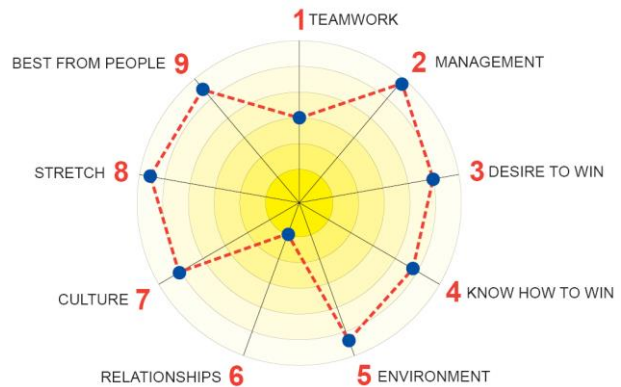 1 TEAMWORK
2 MANAGEMENT
3 DESIRE TO WIN
4 KNOW HOW TO WIN
5 ENVIRONMENT
RELATIONSHIPS 6
CULTURE 7
STRETCH 8
BEST FROM PEOPLE 9